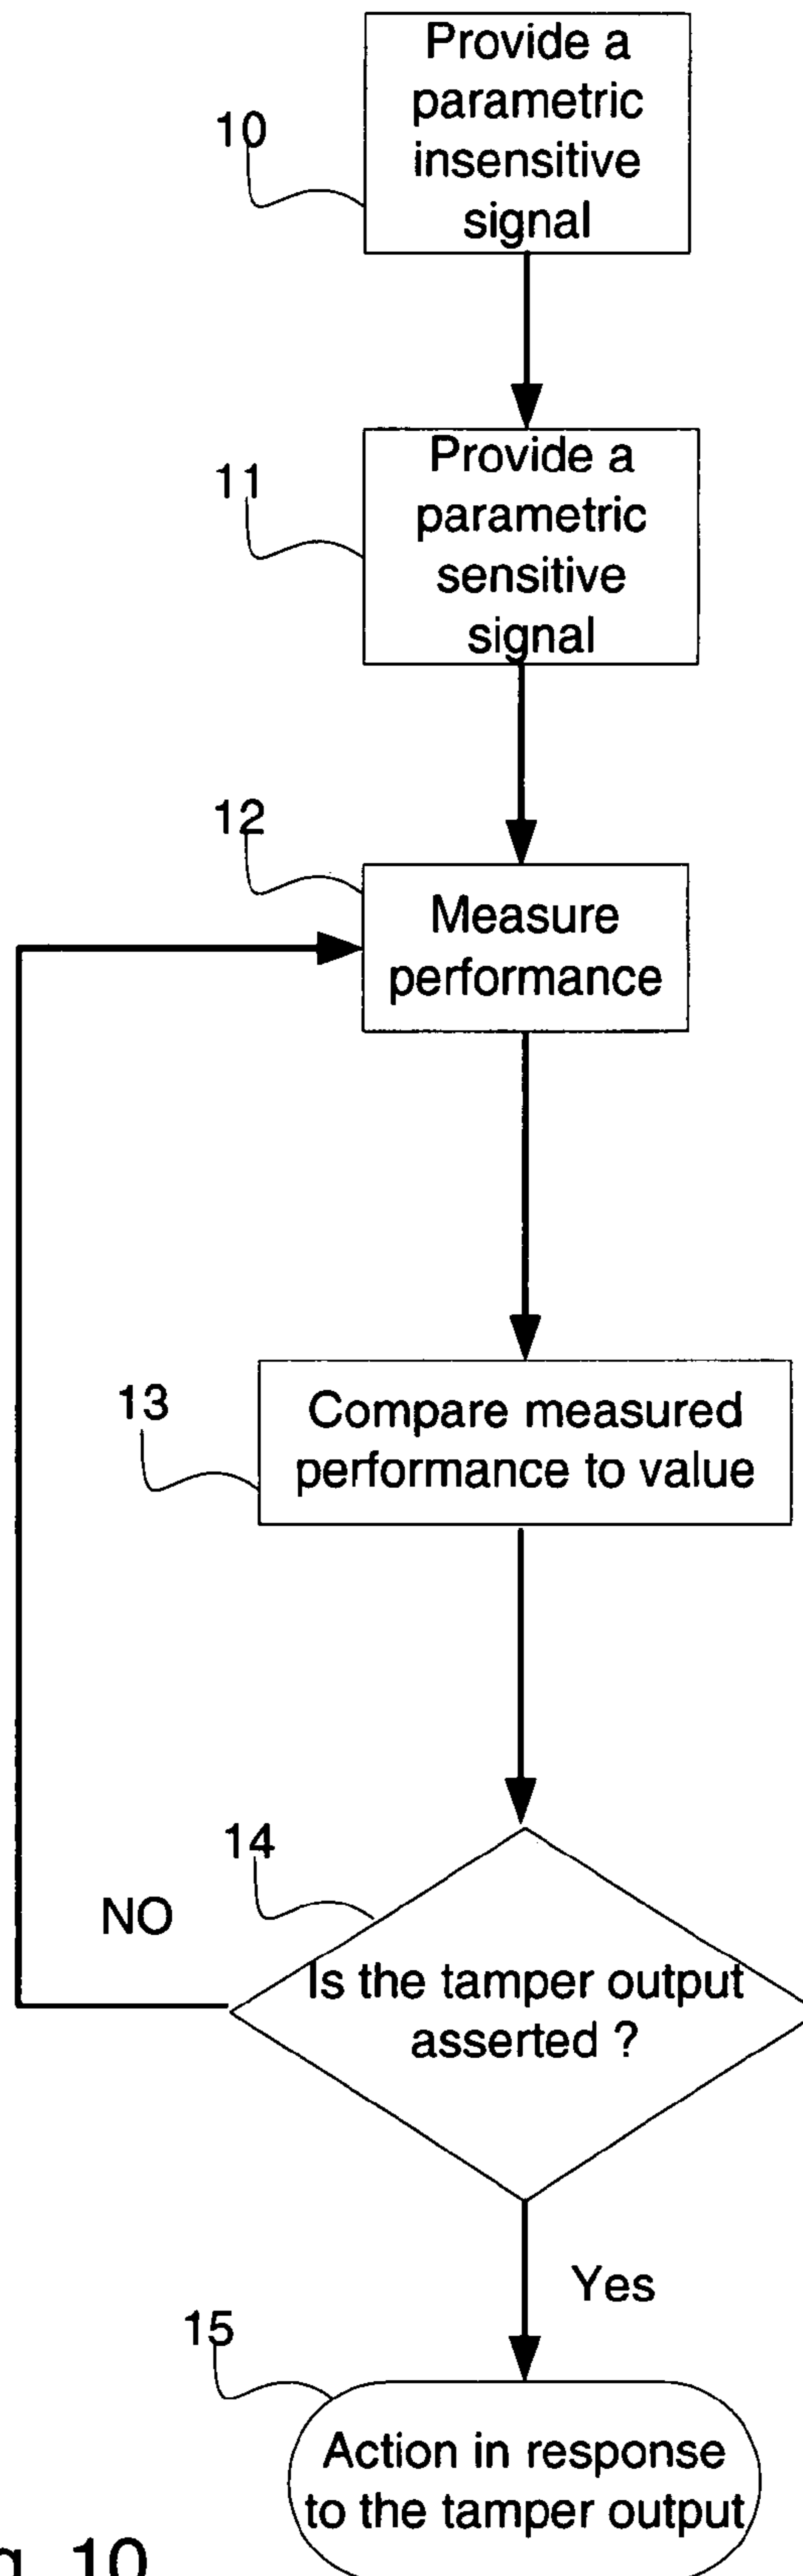 Provide a
parametric
insensitive
signal
10
Provide a
parametric
sensitive
signal
11
12
Measure
performance
13
Compare measured
performance to value
14
NO
Is the tamper output
asserted ?
Yes
15
Action in response
to the tamper output
10